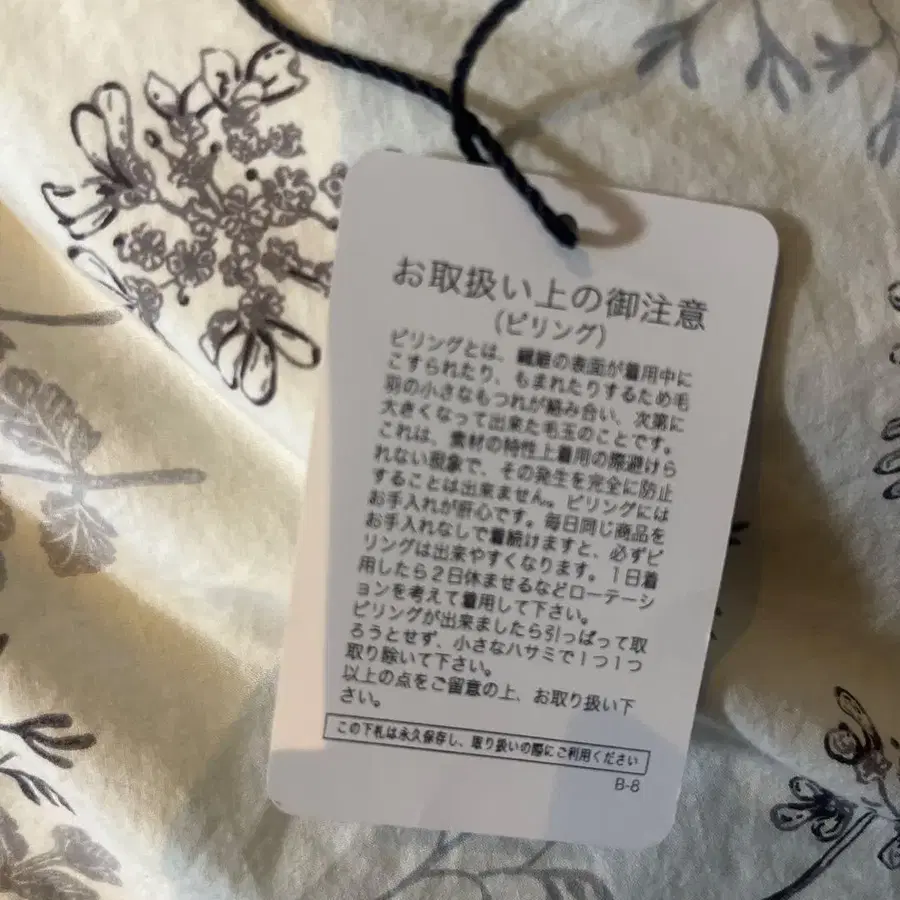 お取扱い上の御注意
(ピリング)
ピリングとは、繊維の表面が着用中に
こすられたり、もまれたりするため毛
羽の小さなもつれが絡み合い、次第に
大きくなって出来た毛玉のことです。
これは、素材の特性上着用の際避けら
れない現象で、その発生を完全に防止
することは出来ません。ピリングには
お手入れが肝心です。毎日同じ商品を
お手入れなしで着続けますと、必ずピ
リングは出来やすくなります。1日着
用したら2日休ませるなどローテーシ
ョンを考えて着用して下さい。
ピリングが出来ましたら引っぱって取
ろうとせず、小さなハサミで1つ1つ
取り除いて下さい。
以上の点をご留意の上、お取り扱い下
さい。
この下札は永久保存し、取り扱いの際にご利用ください
B-8